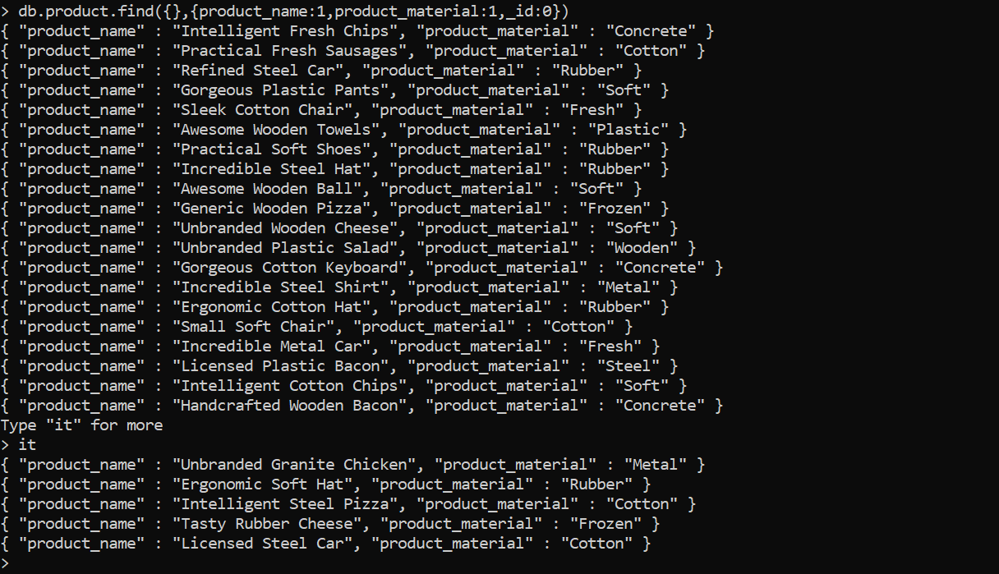 > db.product.find({},{product_name:1,product_material:1,_id:0})
{ "product_name" : "Intelligent Fresh Chips", "product_material" : "Concrete" }
{ "product_name" : "Practical Fresh Sausages", "product_material" : "Cotton" }
{ "product_name" : "Refined Steel Car", "product_material" : "Rubber" }
{ "product_name" : "Gorgeous Plastic Pants", "product_material" : "Soft" }
{ "product_name" : "Sleek Cotton Chair", "product_material" : "Fresh" }
{ "product_name" : "Awesome Wooden Towels", "product_material" : "Plastic" }
{ "product_name" : "Practical Soft Shoes", "product_material" : "Rubber" }
{ "product_name" : "Incredible Steel Hat", "product_material" : "Rubber" }
{ "product_name" : "Awesome Wooden Ball", "product_material" : "Soft" }
{ "product_name" : "Generic Wooden Pizza", "product_material" : "Frozen" }
{ "product_name" : "Unbranded Wooden Cheese", "product_material" : "Soft" }
{ "product_name" : "Unbranded Plastic Salad", "product_material" : "Wooden" }
{ "product_name" : "Gorgeous Cotton Keyboard", "product_material" : "Concrete" }
{ "product_name" : "Incredible Steel Shirt", "product_material" : "Metal" }
{ "product_name" : "Ergonomic Cotton Hat", "product_material" : "Rubber" }
{ "product_name" : "Small Soft Chair", "product_material" : "Cotton" }
{ "product_name" : "Incredible Metal Car", "product_material" : "Fresh" }
{ "product_name" : "Licensed Plastic Bacon", "product_material" : "Steel" }
{ "product_name" : "Intelligent Cotton Chips", "product_material" : "Soft" }
{ "product_name" : "Handcrafted Wooden Bacon", "product_material" : "Concrete" }
Type "it" for more
> it
{ "product_name" : "Unbranded Granite Chicken", "product_material" : "Metal" }
{ "product_name" : "Ergonomic Soft Hat", "product_material" : "Rubber" }
{ "product_name" : "Intelligent Steel Pizza", "product_material" : "Cotton" }
{ "product_name" : "Tasty Rubber Cheese", "product_material" : "Frozen" }
{ "product_name" : "Licensed Steel Car", "product_material" : "Cotton" }
>